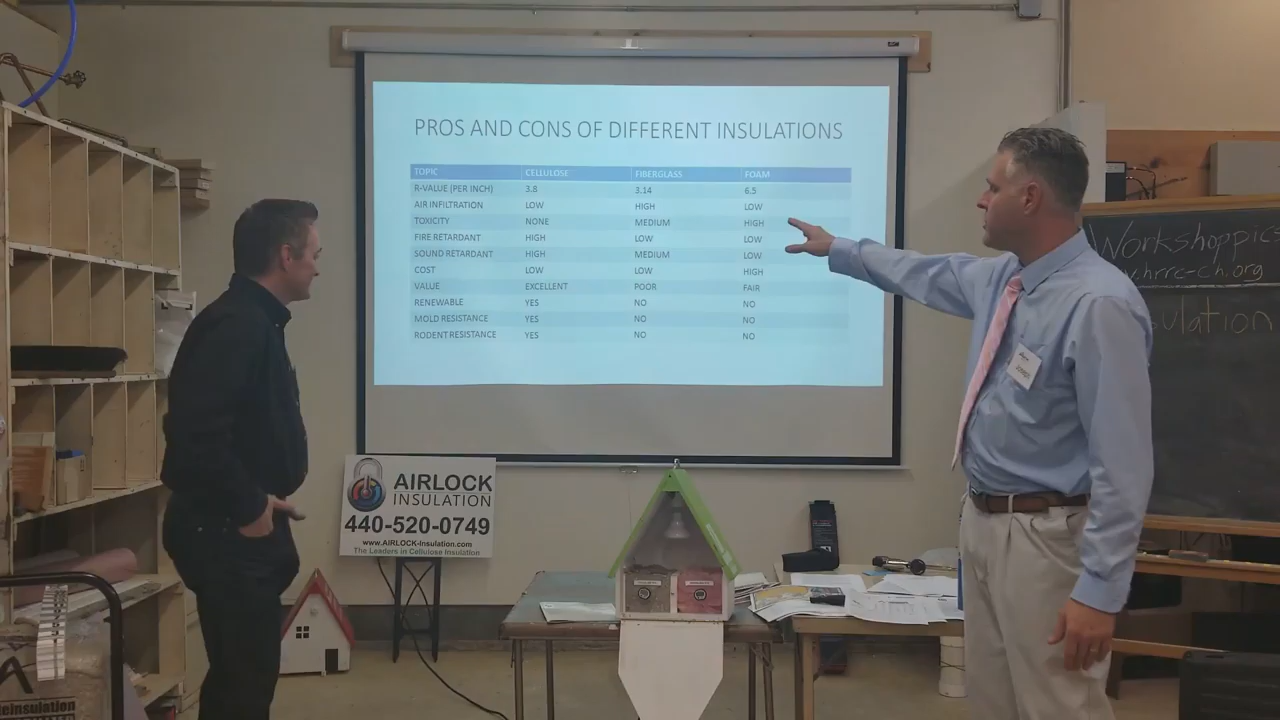 PROS AND CONS OF DIFFERENT INSULATIONS
TOPIC CELLULOSE FIBERGLASS FOAM
R-VALUE (PER INCH) 3.8 3.14 6.5
AIR INFILTRATION LOW HIGH LOW
TOXICITY NONE MEDIUM HIGH
FIRE RETARDANT HIGH LOW LOW
SOUND RETARDANT HIGH MEDIUM LOW
COST LOW LOW HIGH
VALUE EXCELLENT POOR FAIR
RENEWABLE YES NO NO
MOLD RESISTANCE YES NO NO
RODENT RESISTANCE YES NO NO
Workshoppic
.hrrc-ch.org
sulation
AIRLOCK
INSULATION
440-520-0749
www.AIRLOCK-Insulation.com
The Leaders in Cellulose Insulation
einsulation